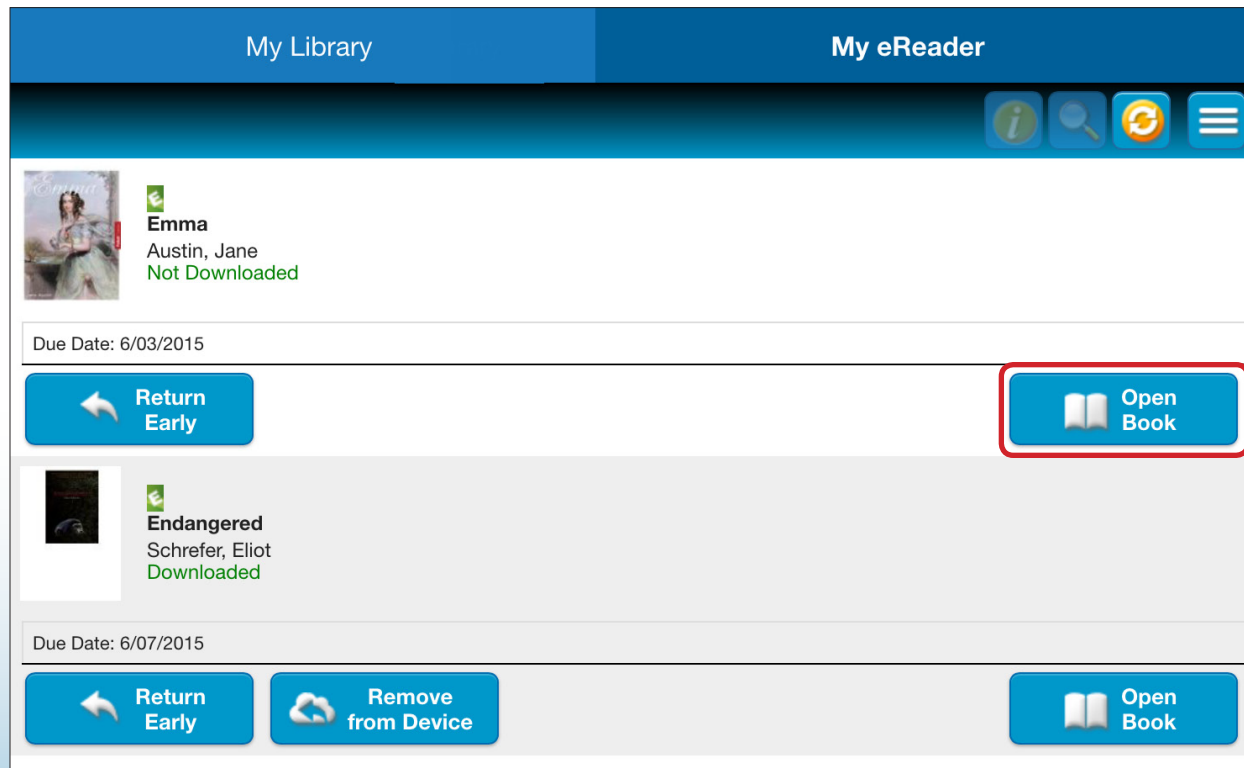 My Library
My eReader
Emma
Emma
Austin, Jane
Not Downloaded
Due Date: 6/03/2015
Return
Early
Open
Book
Endangered
Schrefer, Eliot
Downloaded
Due Date: 6/07/2015
Return
Early
Remove
from Device
Open
Book